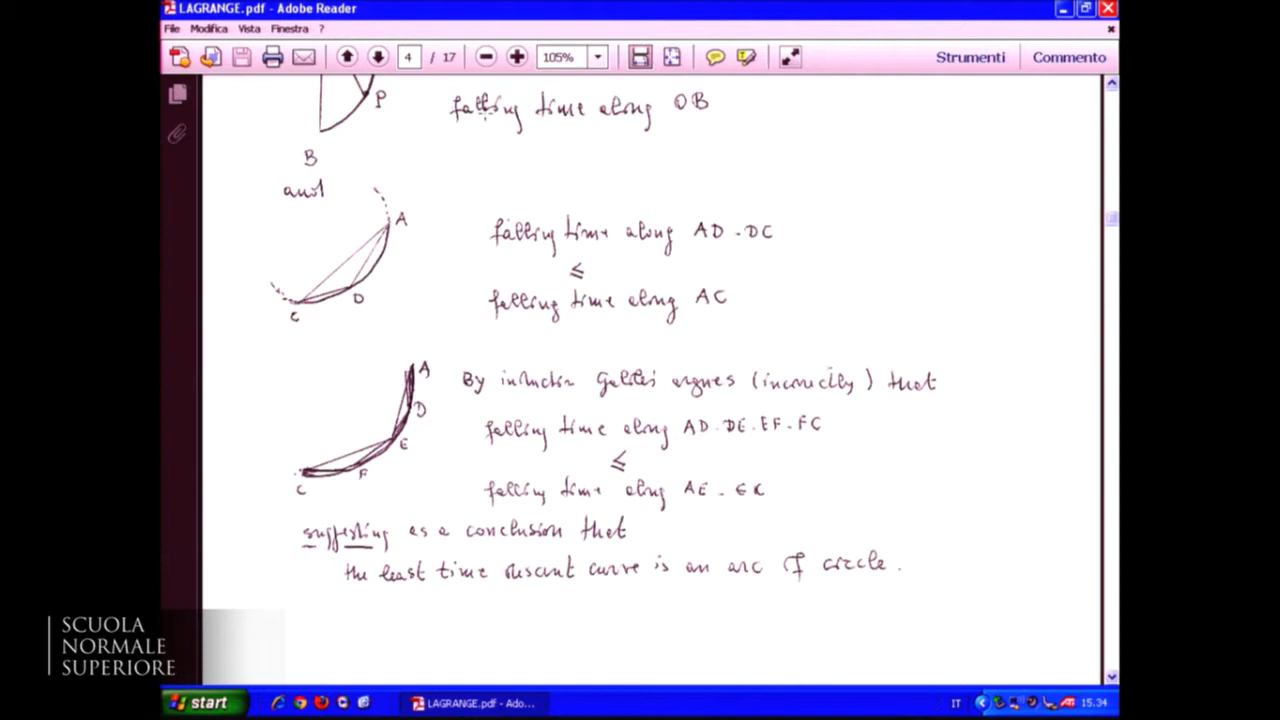 LAGRANGE.pdf - Adobe Reader
File Modifica Vista Finestra ?
4 / 17 105% Strumenti Commento
P
falling time along OB
B
and
A
falling time along AD-DC
≤
D
falling time along AC
C
A
By induction Galilei argues (incorrectly) that
D
falling time along AD.DE.EF-FC
E
≤
F
C
falling time along AE-EC
suggesting as a conclusion that
the least time descent curve is an arc of circle.
SCUOLA
NORMALE
SUPERIORE
start LAGRANGE.pdf - Ado... IT 15.34